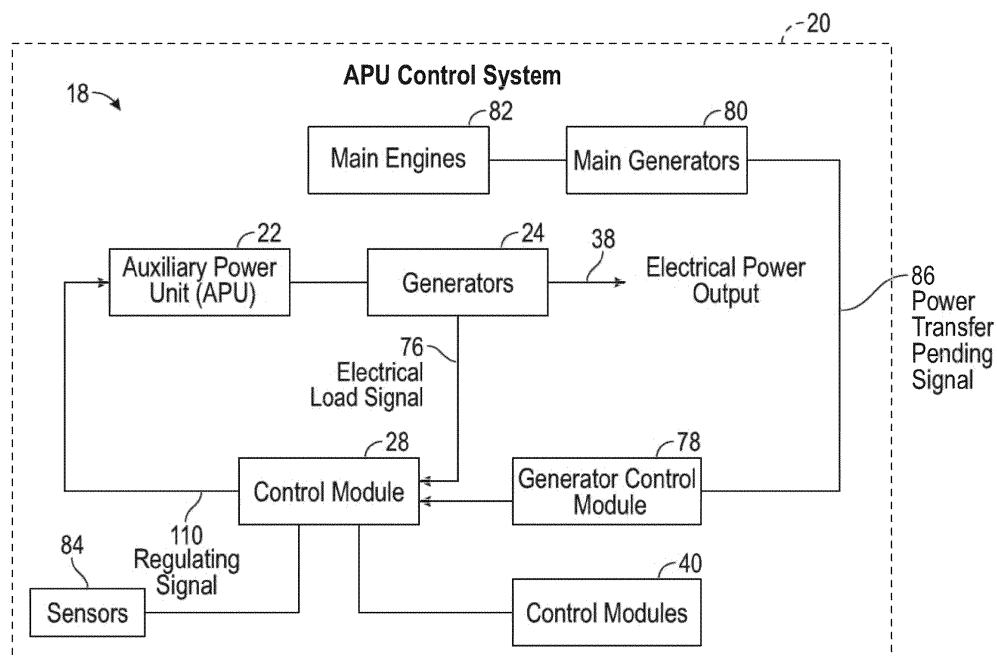 20
APU Control System
18
82
80
Main Engines
Main Generators
22
24
38
Auxiliary Power
Unit (APU)
Generators
Electrical Power
Output
86
Power
Transfer
Pending
Signal
76
Electrical
Load Signal
28
78
Control Module
Generator Control
Module
110
Regulating
Signal
84
Sensors
40
Control Modules